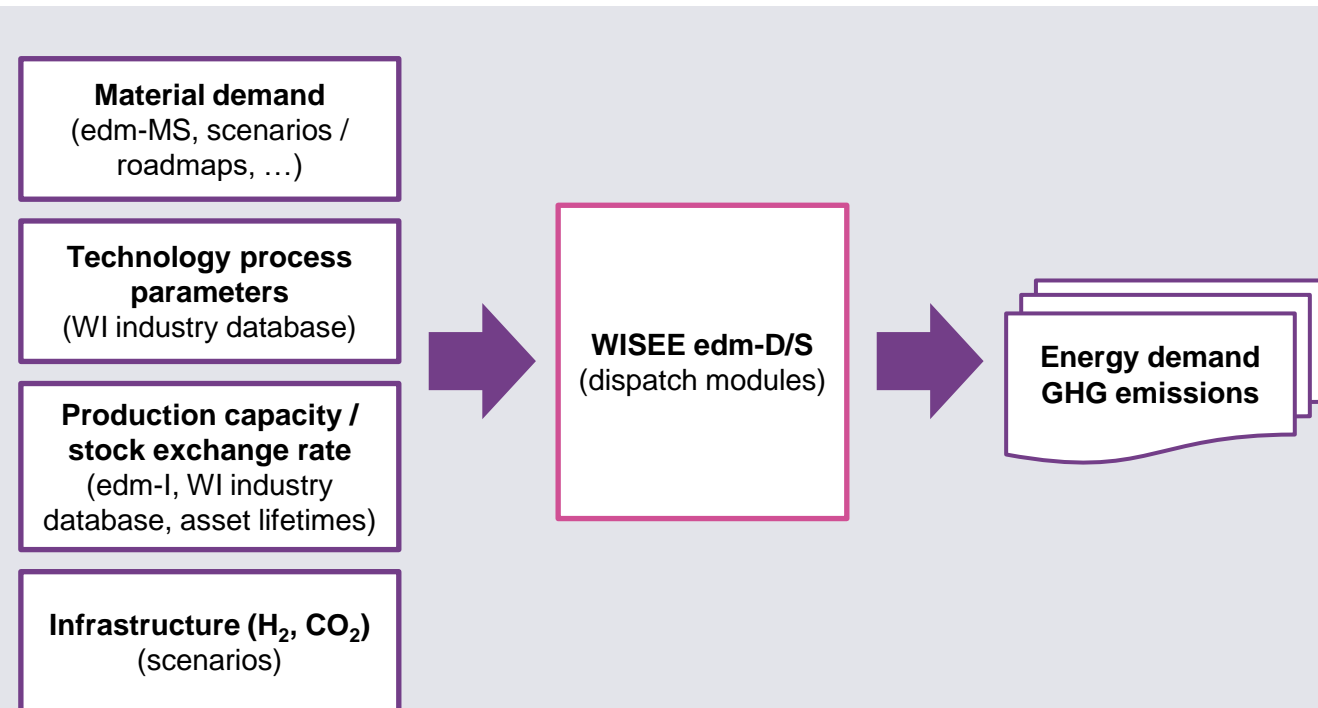 Material demand
(edm-MS, scenarios /
roadmaps, …)
Technology process
parameters
(WI industry database)
Production capacity /
stock exchange rate
(edm-I, WI industry
database, asset lifetimes)
Infrastructure (H₂, CO₂)
(scenarios)
WISEE edm-D/S
(dispatch modules)
Energy demand
GHG emissions